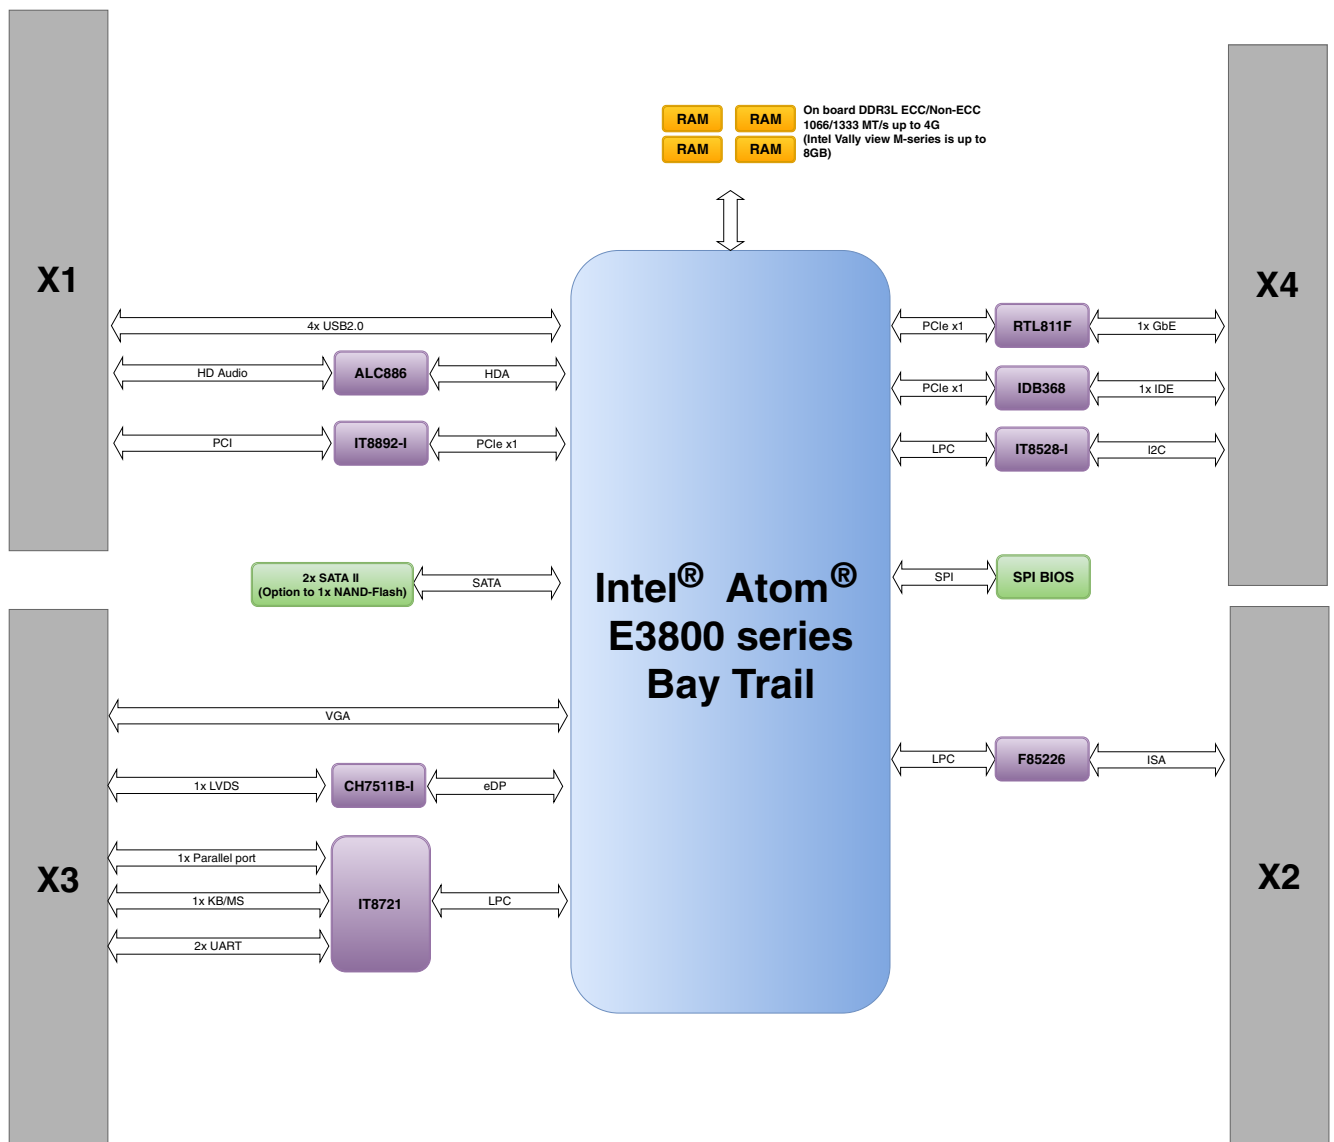 RAM
RAM
On board DDR3L ECC/Non-ECC
1066/1333 MT/s up to 4G
RAM
RAM
(Intel Vally view M-series is up to
8GB)
X1
X4
4x USB2.0
PCIe x1
RTL811F
1x GbE
HD Audio
ALC886
HDA
PCIe x1
IDB368
1x IDE
PCI
IT8892-I
PCIe x1
LPC
IT8528-I
I2C
2x SATA II
(Option to 1x NAND-Flash)
SATA
SPI
SPI BIOS
Intel® Atom®
E3800 series
Bay Trail
VGA
LPC
F85226
ISA
1x LVDS
CH7511B-I
eDP
X3
X2
1x Parallel port
1x KB/MS
2x UART
IT8721
LPC